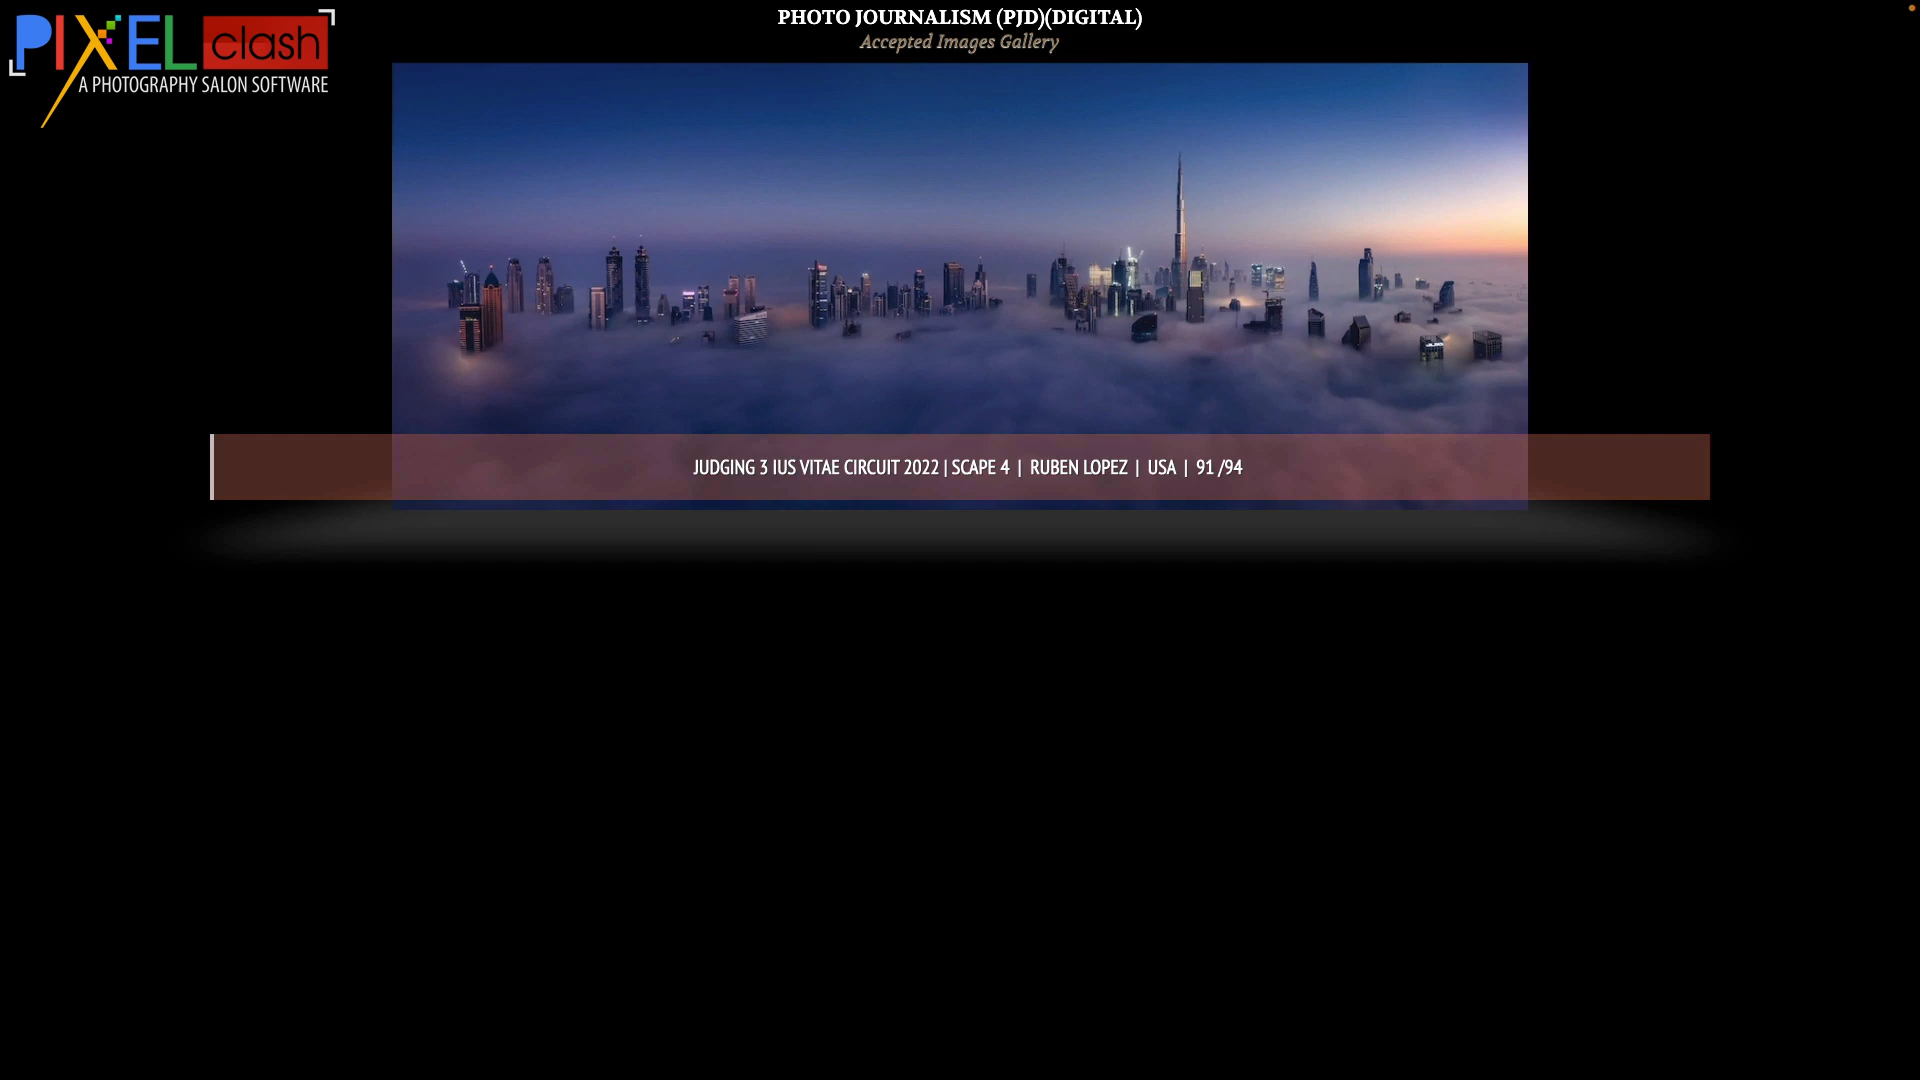 PIXEL clash
A PHOTOGRAPHY SALON SOFTWARE
PHOTO JOURNALISM (PJD)(DIGITAL)
Accepted Images Gallery
JUDGING 3 IUS VITAE CIRCUIT 2022 | SCAPE 4 | RUBEN LOPEZ | USA | 91 /94